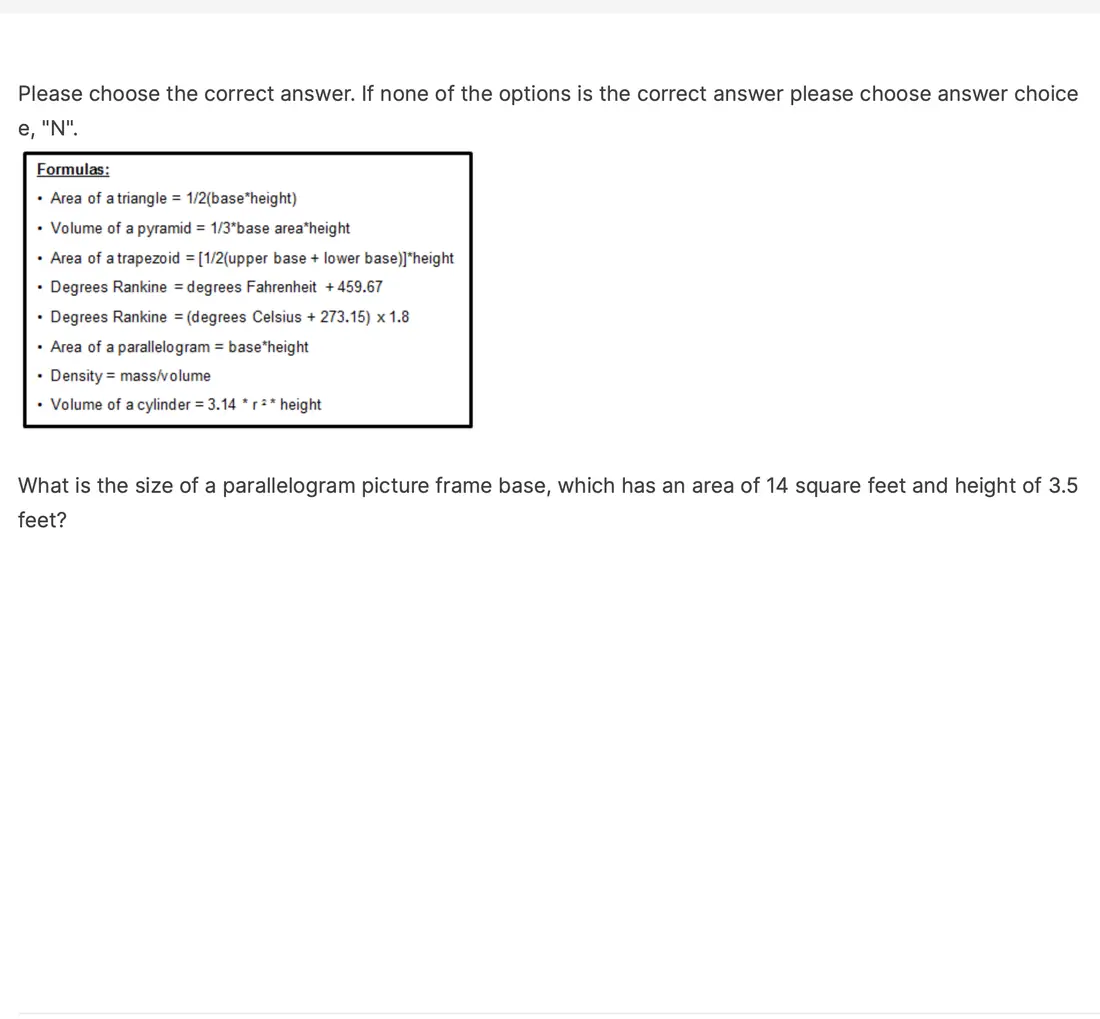 Please choose the correct answer. If none of the options is the correct answer please choose answer choice
e, "N".
Formulas:
• Area of a triangle = 1/2(base*height)
• Volume of a pyramid = 1/3*base area*height
• Area of a trapezoid = [1/2(upper base + lower base)]*height
• Degrees Rankine = degrees Fahrenheit + 459.67
• Degrees Rankine = (degrees Celsius + 273.15) x 1.8
• Area of a parallelogram = base*height
• Density = mass/volume
• Volume of a cylinder = 3.14 * r ² * height
What is the size of a parallelogram picture frame base, which has an area of 14 square feet and height of 3.5
feet?